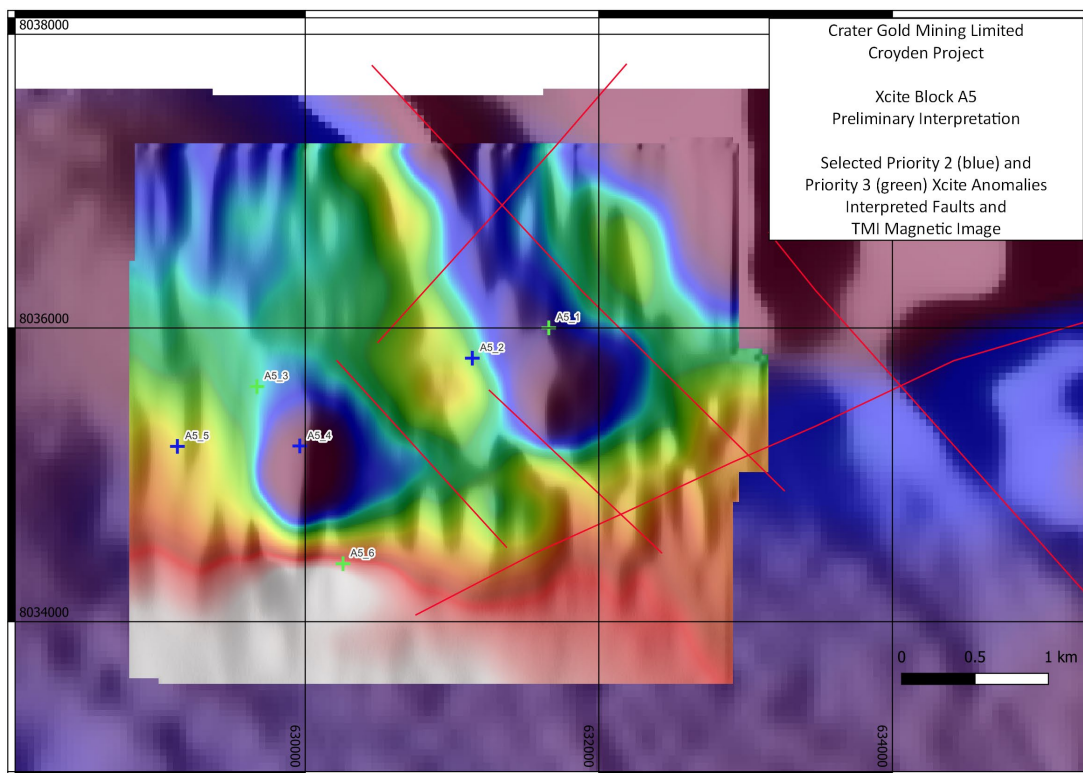 Crater Gold Mining Limited
Croyden Project
Xcite Block A5
Preliminary Interpretation
Selected Priority 2 (blue) and
Priority 3 (green) Xcite Anomalies
Interpreted Faults and
TMI Magnetic Image
8038000
8036000
8034000
A5_1
A5_2
A5_3
A5_4
A5_5
A5_6
0 0.5 1 km
630000
632000
634000